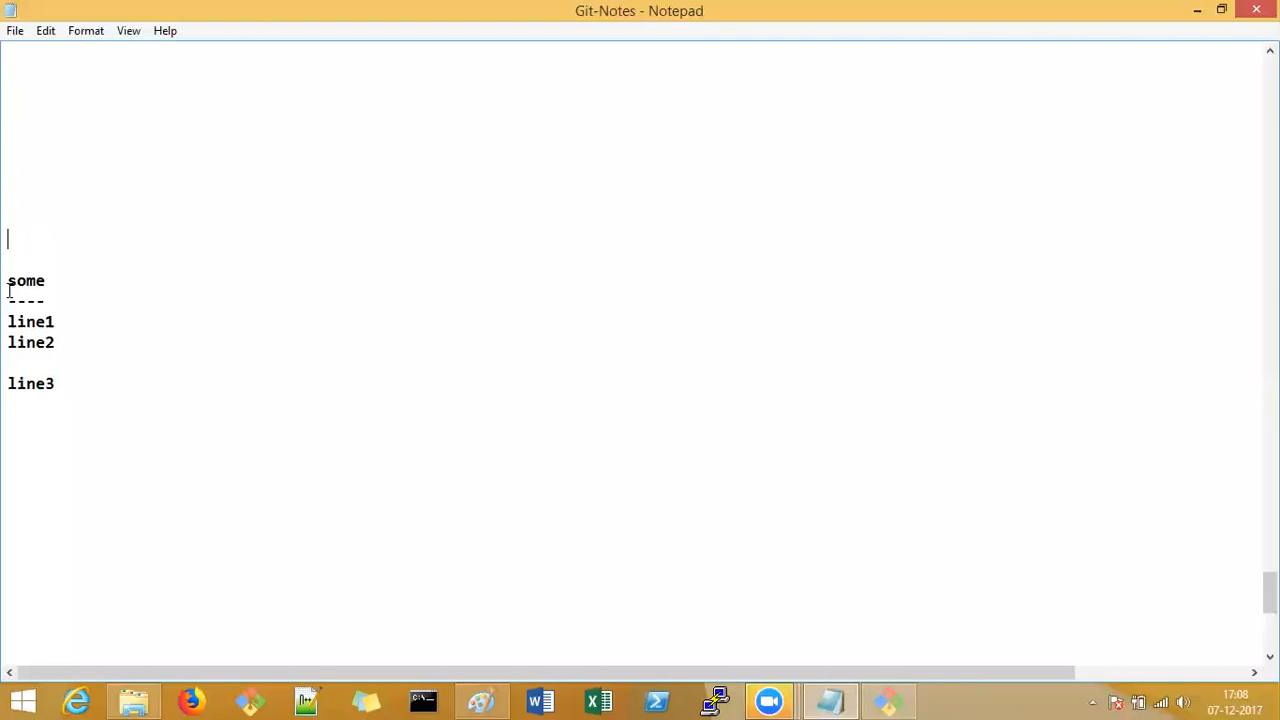 Git-Notes - Notepad
File Edit Format View Help
some
----
line1
line2
line3
17:08
07-12-2017